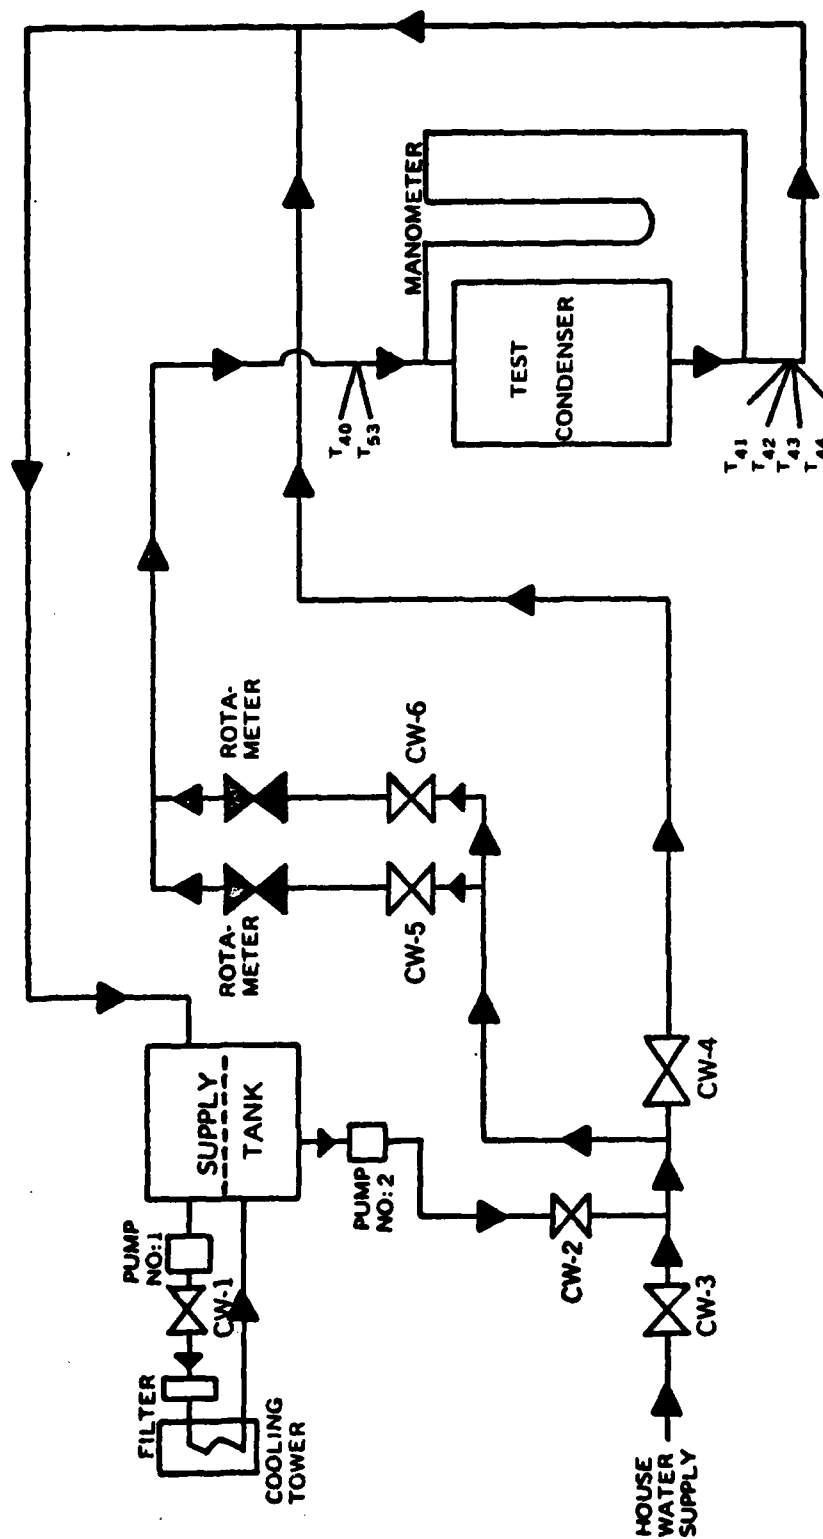 FILTER
COOLING
TOWER
PUMP
NO:1
CW-1
SUPPLY
TANK
PUMP
NO:2
CW-2
HOUSE
WATER
SUPPLY
CW-3
CW-4
ROTA-
METER
CW-5
ROTA-
METER
CW-6
T40
T53
TEST
CONDENSER
MANOMETER
T41
T42
T43
T44